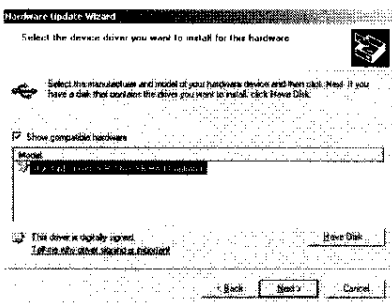 Hardware Update Wizard
Select the device driver you want to install for this hardware.
Select the manufacturer and model of your hardware device and then click Next. If you
have a disk that contains the driver you want to install, click Have Disk.
Show compatible hardware
Model
This driver is digitally signed.
Have Disk...
Tell me why driver signing is important
< Back
Next >
Cancel